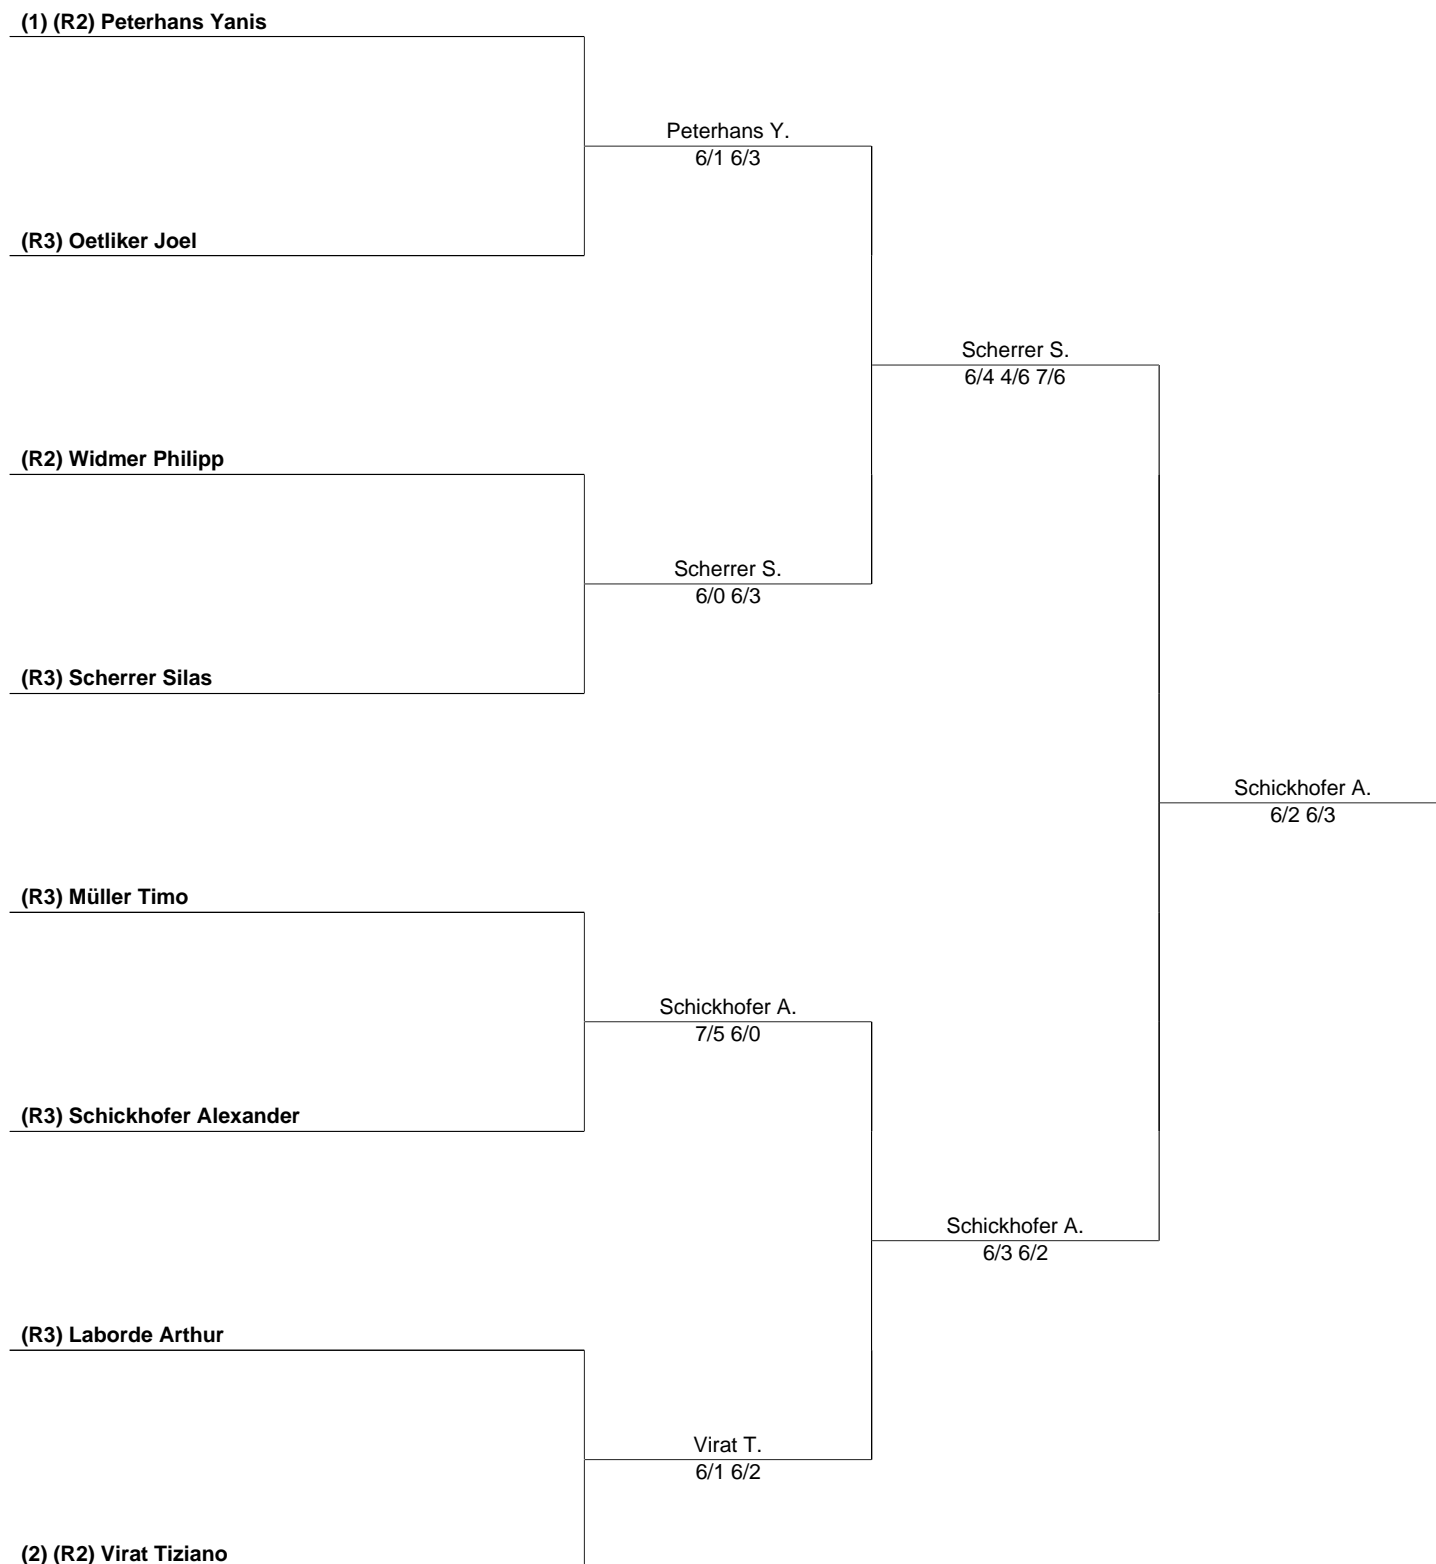 (1) (R2) Peterhans Yanis
Peterhans Y.
6/1 6/3
(R3) Oetliker Joel
Scherrer S.
6/4 4/6 7/6
(R2) Widmer Philipp
Scherrer S.
6/0 6/3
(R3) Scherrer Silas
Schickhofer A.
6/2 6/3
(R3) Müller Timo
Schickhofer A.
7/5 6/0
(R3) Schickhofer Alexander
Schickhofer A.
6/3 6/2
(R3) Laborde Arthur
Virat T.
6/1 6/2
(2) (R2) Virat Tiziano